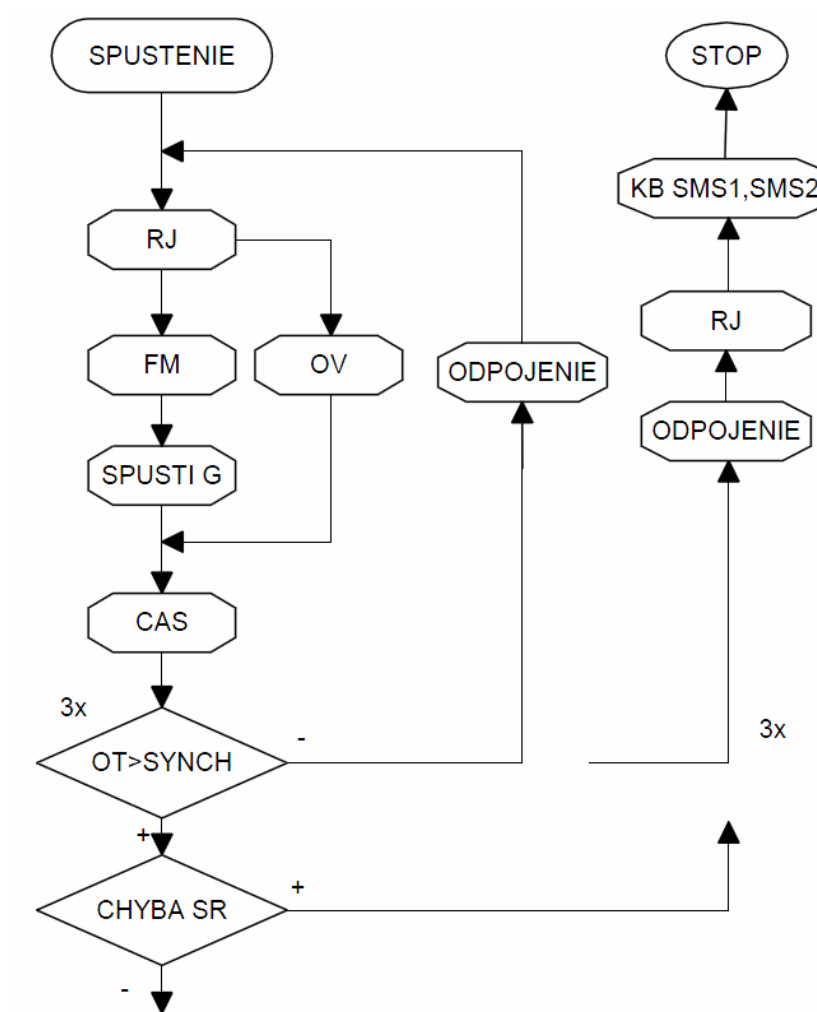 SPUSTENIE
STOP
KB SMS1,SMS2
RJ
RJ
FM
OV
ODPOJENIE
ODPOJENIE
SPUSTI G
CAS
3x
OT>SYNCH
-
3x
+
CHYBA SR
+
-